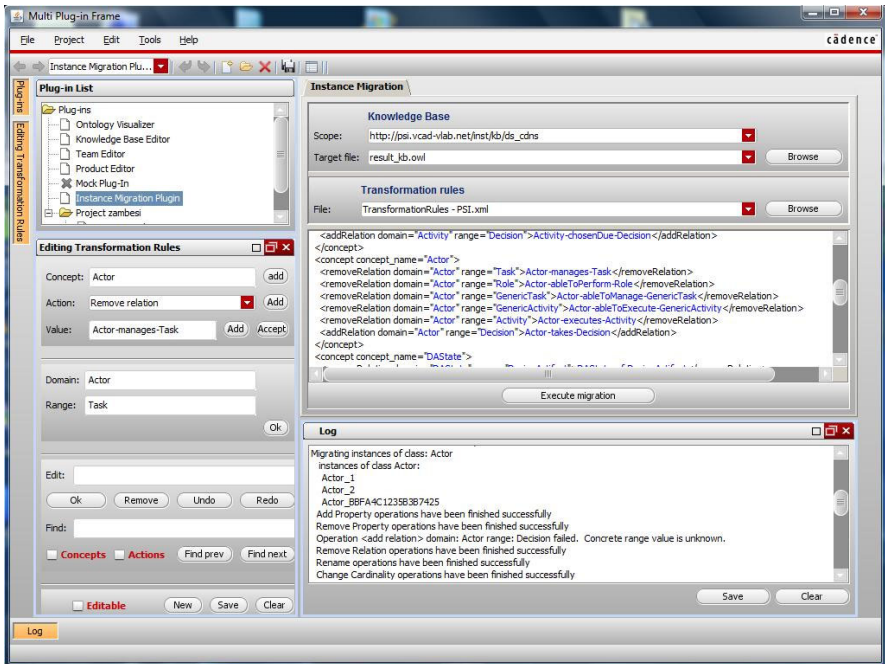 Multi Plug-in Frame
File Project Edit Tools Help
cādence
Instance Migration Plu...
Plug-ins
Editing Transformation Rules
Plug-in List
Plug-ins
Ontology Visualizer
Knowledge Base Editor
Team Editor
Product Editor
Mock Plug-In
Instance Migration Plugin
Project zambesi
Editing Transformation Rules
Concept: Actor add
Action: Remove relation Add
Value: Actor-manages-Task Add Accept
Domain: Actor
Range: Task
Ok
Edit:
Ok Remove Undo Redo
Find:
Concepts Actions Find prev Find next
Editable New Save Clear
Instance Migration
Knowledge Base
Scope: http://psi.vcad-vlab.net/inst/kb/ds_cdns
Target file: result_kb.owl Browse
Transformation rules
File: TransformationRules - PSI.xml Browse
<addRelation domain="Activity" range="Decision">Activity-chosenDue-Decision</addRelation>
</concept>
<concept concept_name="Actor">
<removeRelation domain="Actor" range="Task">Actor-manages-Task</removeRelation>
<removeRelation domain="Actor" range="Role">Actor-ableToPerform-Role</removeRelation>
<removeRelation domain="Actor" range="GenericTask">Actor-ableToManage-GenericTask</removeRelation>
<removeRelation domain="Actor" range="GenericActivity">Actor-ableToExecute-GenericActivity</removeRelation>
<removeRelation domain="Actor" range="Activity">Actor-executes-Activity</removeRelation>
<addRelation domain="Actor" range="Decision">Actor-takes-Decision</addRelation>
</concept>
<concept concept_name="DAState">
Execute migration
Log
Migrating instances of class: Actor
instances of class Actor:
Actor_1
Actor_2
Actor_BBFA4C1235B3B7425
Add Property operations have been finished successfully
Remove Property operations have been finished successfully
Operation <add relation> domain: Actor range: Decision failed. Concrete range value is unknown.
Remove Relation operations have been finished successfully
Rename operations have been finished successfully
Change Cardinality operations have been finished successfully
Save Clear
Log